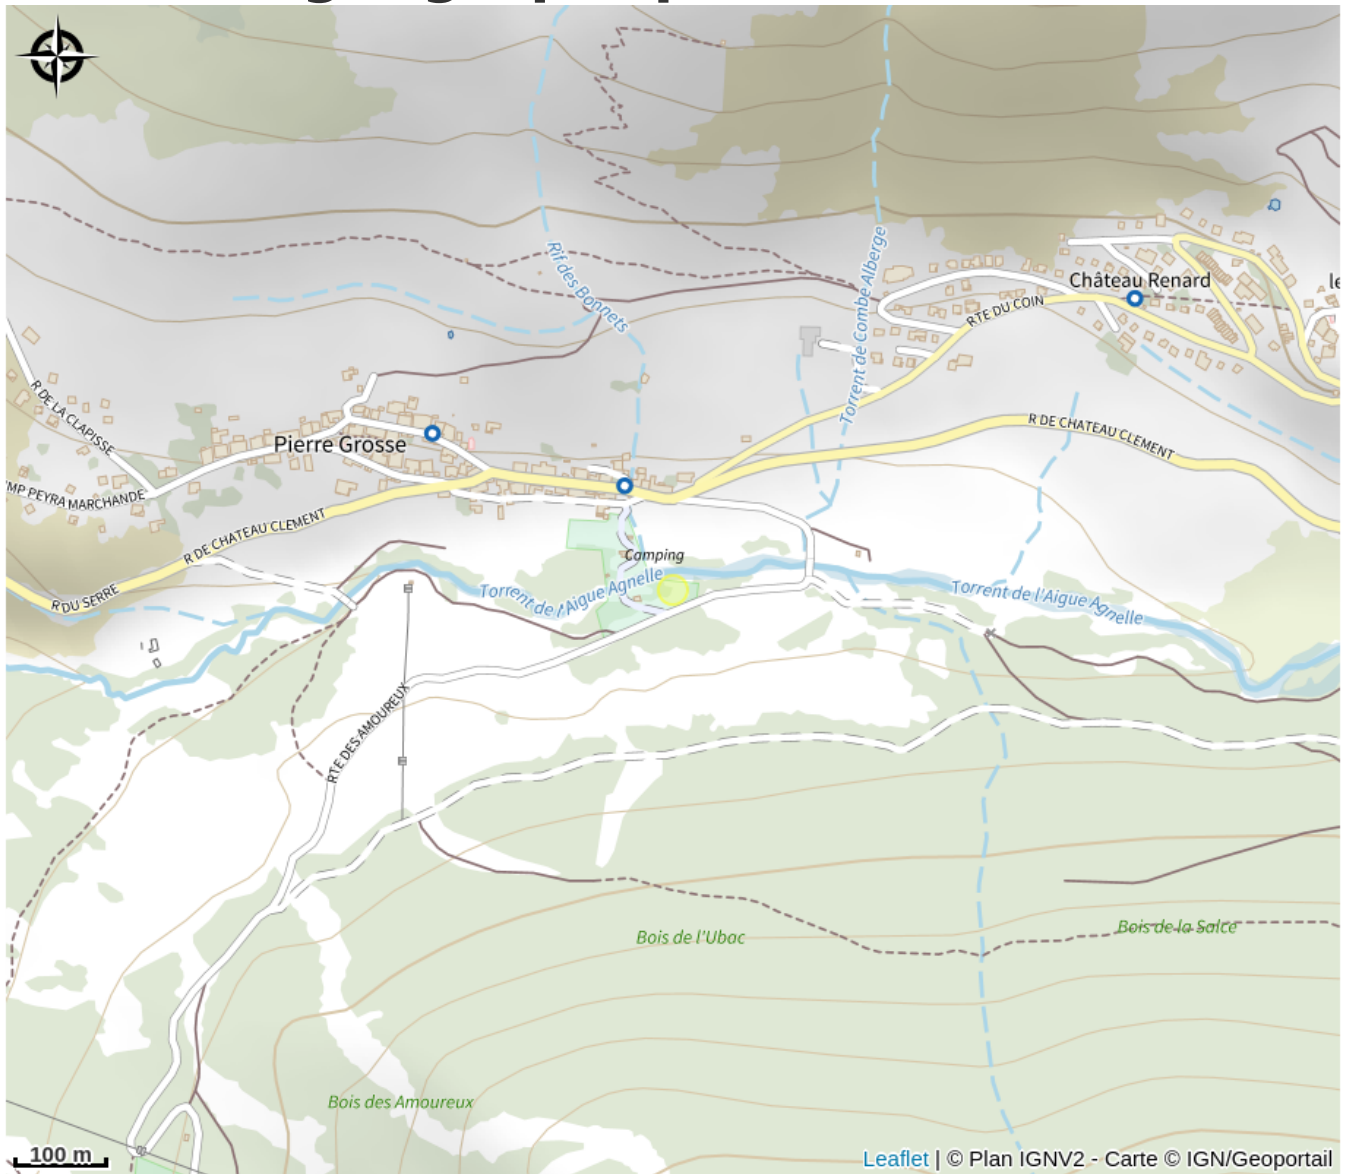 Rif des Bonnets
Torrent de Combe Alberge
Château Renard
le
RTE DU COIN
R DE LA CLAPISSE
Pierre Grosse
R DE CHATEAU CLEMENT
MP PEYRA MARCHANDE
R DE CHATEAU CLEMENT
Camping
Torrent de l'Aigue Agnelle
Torrent de l'Aigue Agnelle
R DU SERRE
RTE DES AMOUREUX
Bois de l'Ubac
Bois de la Salce
Bois des Amoureux
100 m
Leaflet | © Plan IGNV2 - Carte © IGN/Geoportail